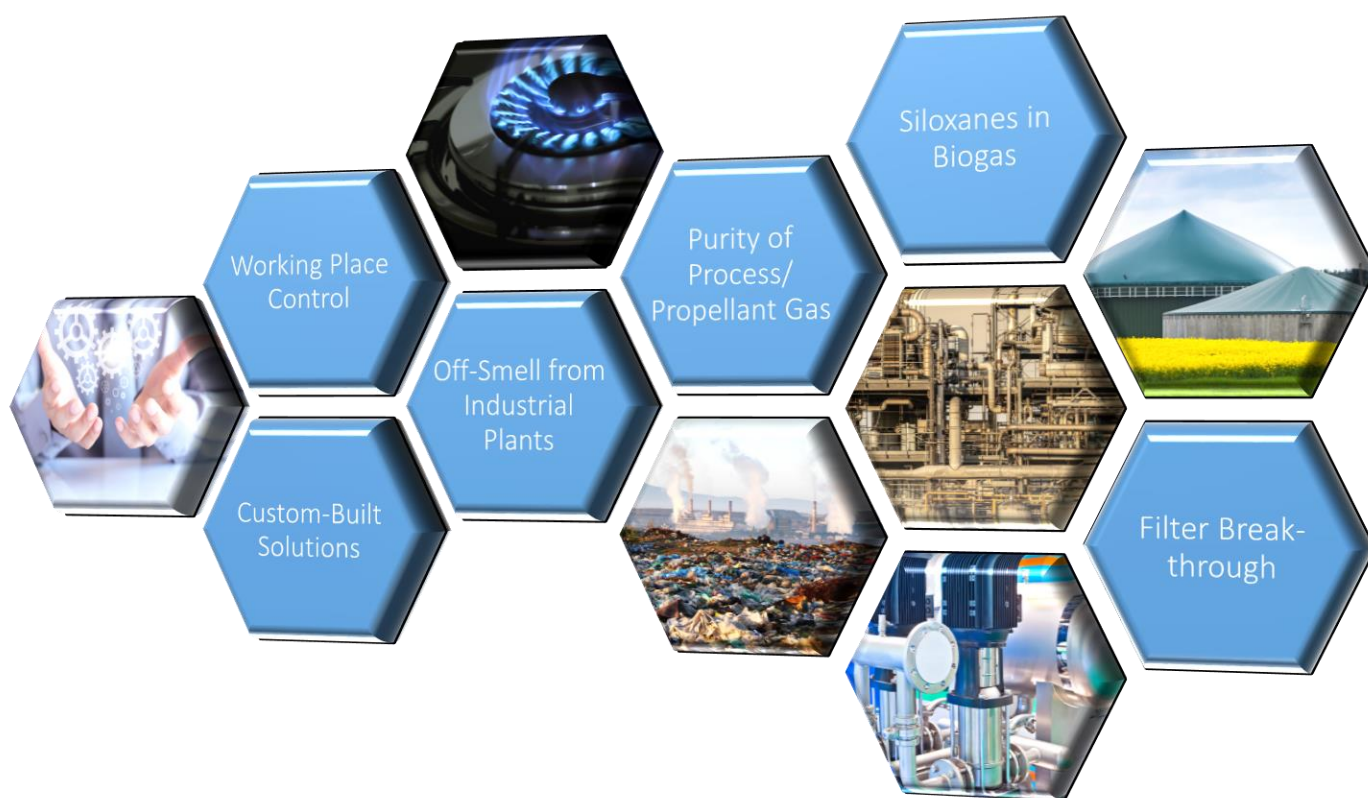 Working Place
Control
Custom-Built
Solutions
Off-Smell from
Industrial
Plants
Purity of
Process/
Propellant Gas
Siloxanes in
Biogas
Filter Break-
through